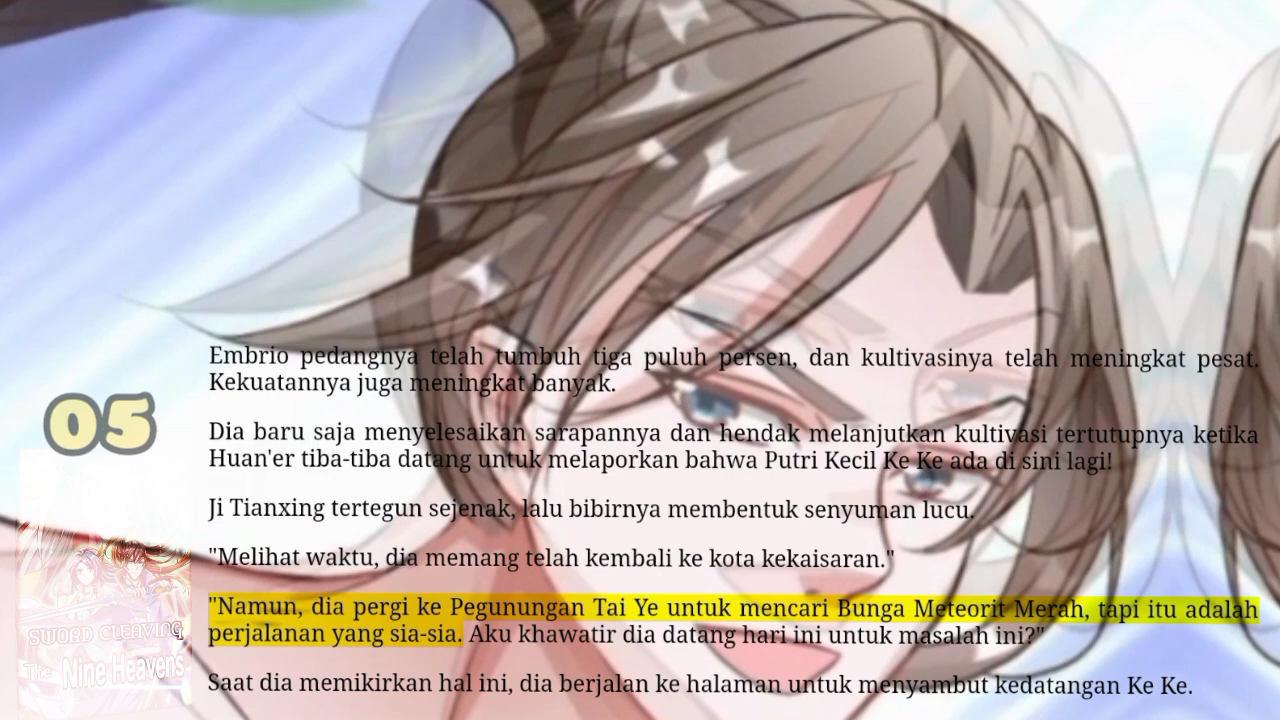 Embrio pedangnya telah tumbuh tiga puluh persen, dan kultivasinya telah meningkat pesat.
Kekuatannya juga meningkat banyak.
05
Dia baru saja menyelesaikan sarapannya dan hendak melanjutkan kultivasi tertutupnya ketika
Huan'er tiba-tiba datang untuk melaporkan bahwa Putri Kecil Ke Ke ada di sini lagi!
Ji Tianxing tertegun sejenak, lalu bibirnya membentuk senyuman lucu.
"Melihat waktu, dia memang telah kembali ke kota kekaisaran."
"Namun, dia pergi ke Pegunungan Tai Ye untuk mencari Bunga Meteorit Merah, tapi itu adalah
perjalanan yang sia-sia. Aku khawatir dia datang hari ini untuk masalah ini?"
Saat dia memikirkan hal ini, dia berjalan ke halaman untuk menyambut kedatangan Ke Ke.
SWORD CLEAVING
The Nine Heavens